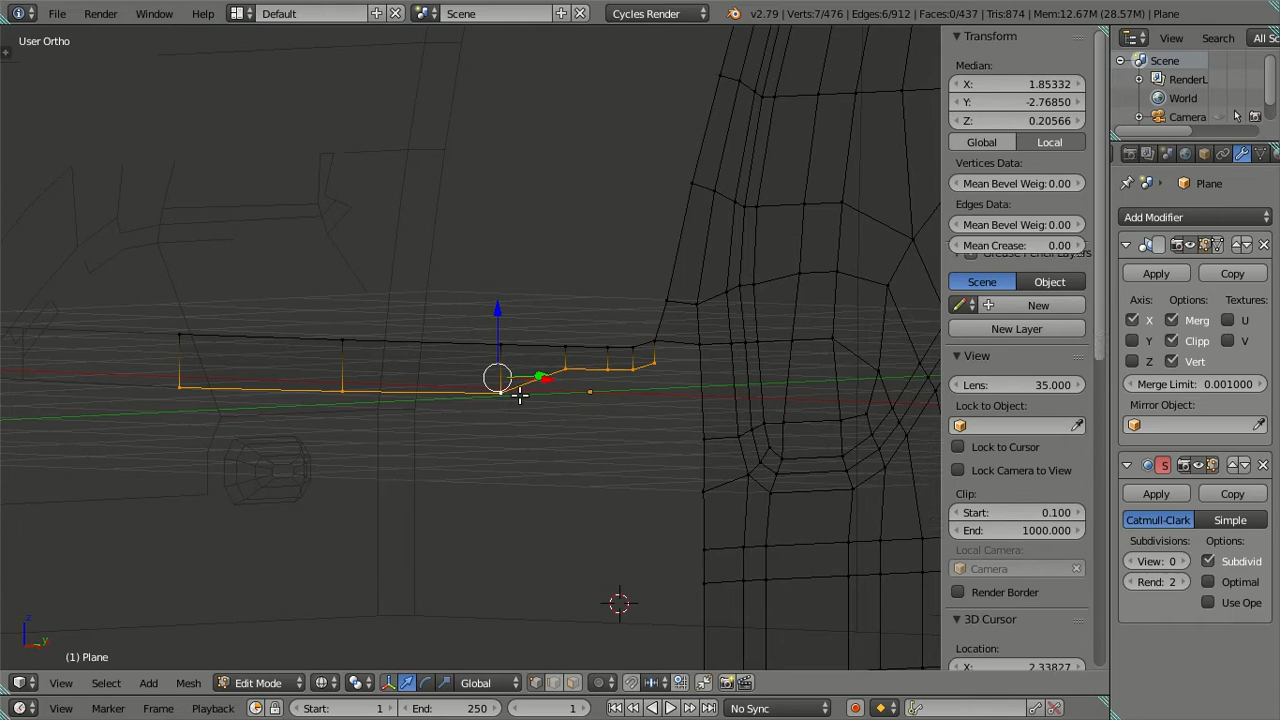 File Render Window Help Default Scene Cycles Render v2.79 | Verts:7/476 | Edges:6/912 | Faces:0/437 | Tris:874 | Mem:12.67M (28.57M) | Plane
User Ortho
Transform
Median:
X: 1.85332
Y: -2.76850
Z: 0.20566
Global Local
Vertices Data:
Mean Bevel Weig: 0.00
Edges Data:
Mean Bevel Weig: 0.00
Mean Crease: 0.00
Scene Object
New
New Layer
View
Lens: 35.000
Lock to Object:
Lock to Cursor
Lock Camera to View
Clip:
Start: 0.100
End: 1000.000
Local Camera:
Camera
Render Border
3D Cursor
Location:
X: 2.33827
View Search All Sc
Scene
RenderL
World
Camera
Plane
Add Modifier
Apply Copy
Axis: Options: Textures:
X Merg U
Y Clipp V
Z Vert
Merge Limit: 0.001000
Mirror Object:
S
Apply Copy
Catmull-Clark Simple
Subdivisions: Options:
View: 0 Subdivid
Rend: 2 Optimal
Use Ope
z
y
(1) Plane
View Select Add Mesh Edit Mode Global
View Marker Frame Playback Start: 1 End: 250 1 No Sync